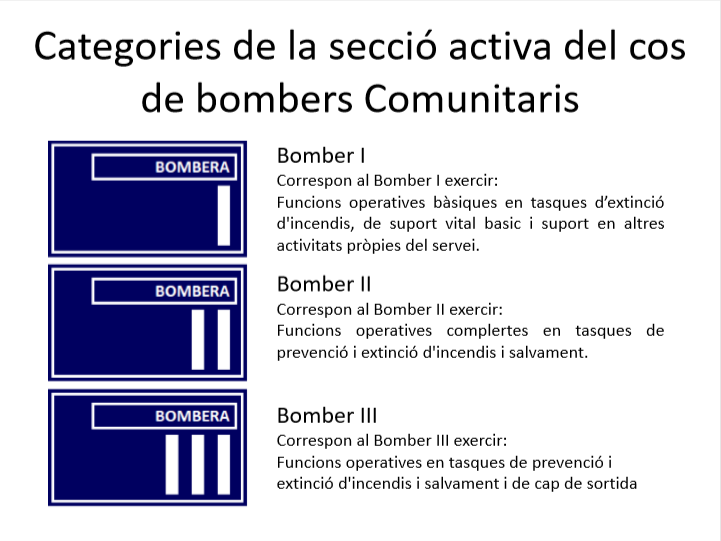 Categories de la secció activa del cos
de bombers Comunitaris
BOMBERA
Bomber I
Correspon al Bomber I exercir:
Funcions operatives bàsiques en tasques d’extinció
d'incendis, de suport vital basic i suport en altres
activitats pròpies del servei.
BOMBERA
Bomber II
Correspon al Bomber II exercir:
Funcions operatives complertes en tasques de
prevenció i extinció d'incendis i salvament.
BOMBERA
Bomber III
Correspon al Bomber III exercir:
Funcions operatives en tasques de prevenció i
extinció d'incendis i salvament i de cap de sortida